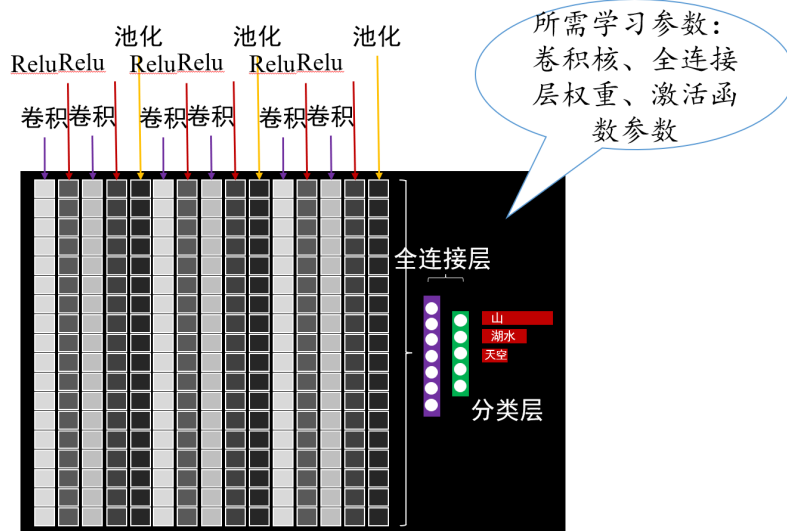 池化 池化 池化
ReluRelu ReluRelu ReluRelu
卷积 卷积 卷积 卷积 卷积 卷积
所需学习参数：
卷积核、全连接
层权重、激活函
数参数
全连接层
山
湖水
天空
分类层